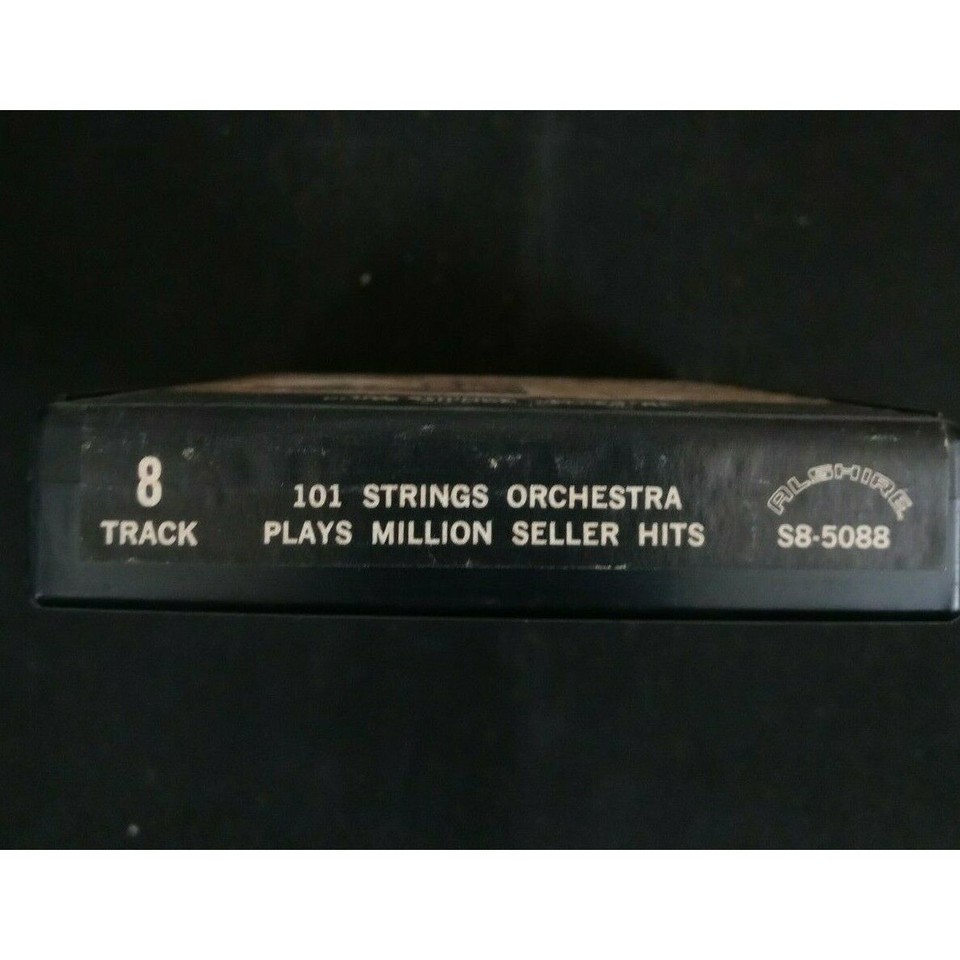 8
TRACK
101 STRINGS ORCHESTRA
PLAYS MILLION SELLER HITS
ALSHIRE
S8-5088